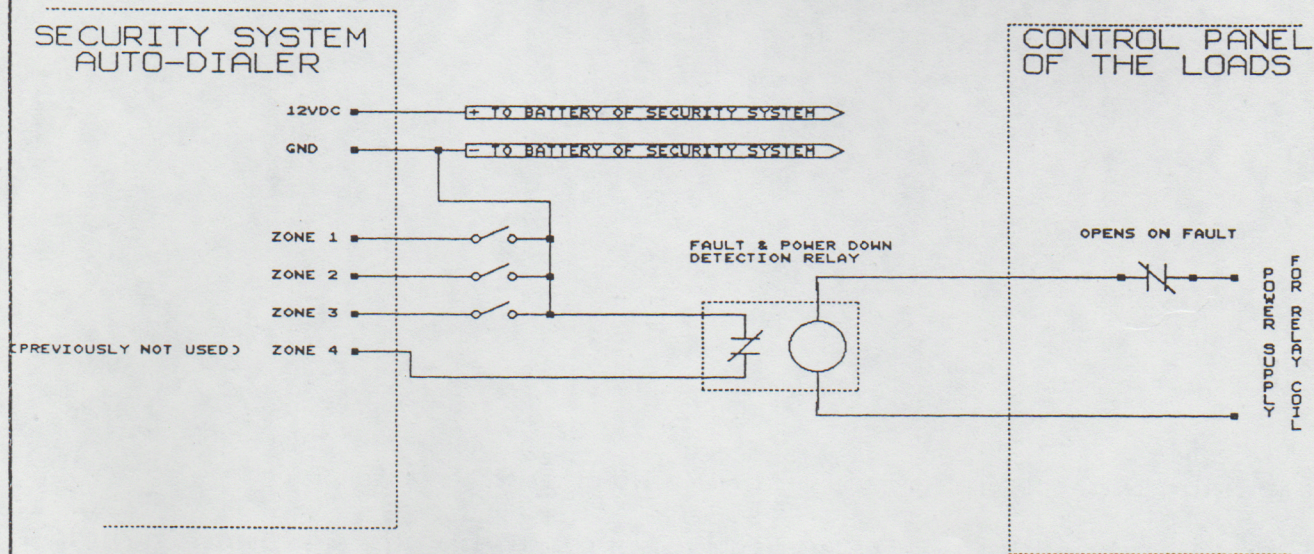 SECURITY SYSTEM
AUTO-DIALER
CONTROL PANEL
OF THE LOADS
12VDC
+ TO BATTERY OF SECURITY SYSTEM
GND
- TO BATTERY OF SECURITY SYSTEM
ZONE 1
ZONE 2
ZONE 3
(PREVIOUSLY NOT USED) ZONE 4
FAULT & POWER DOWN
DETECTION RELAY
OPENS ON FAULT
POWER SUPPLY
FOR RELAY COIL